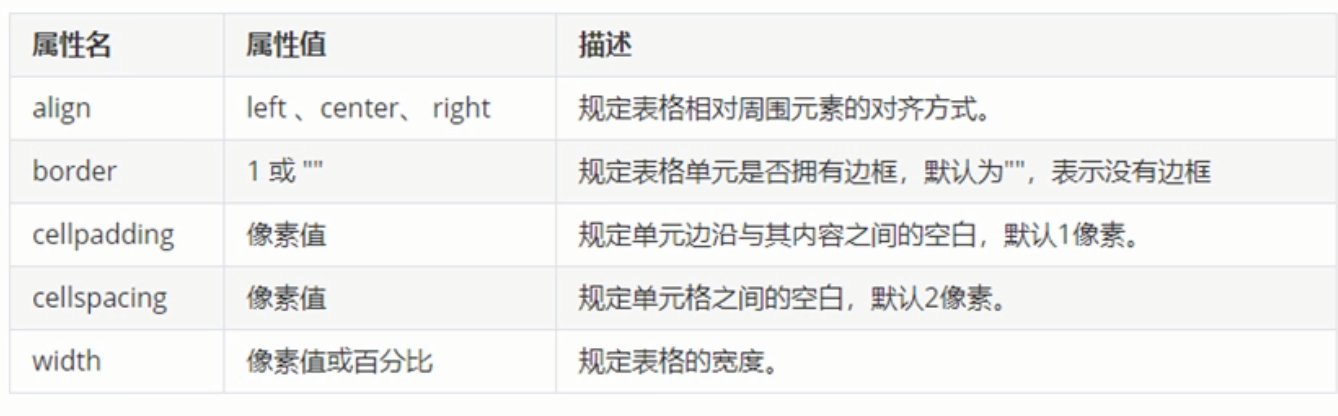 属性名 属性值 描述
align left 、center、 right 规定表格相对周围元素的对齐方式。
border 1 或 "" 规定表格单元是否拥有边框，默认为""，表示没有边框
cellpadding 像素值 规定单元边沿与其内容之间的空白，默认1像素。
cellspacing 像素值 规定单元格之间的空白，默认2像素。
width 像素值或百分比 规定表格的宽度。